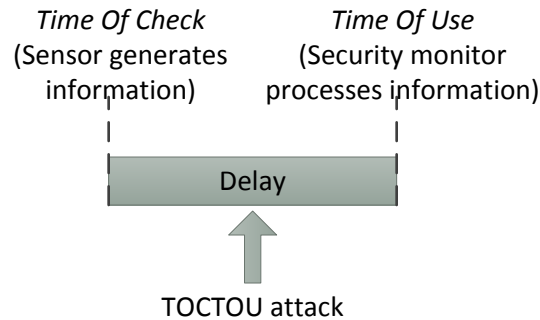 Time Of Check
(Sensor generates
information)
Time Of Use
(Security monitor
processes information)
Delay
TOCTOU attack